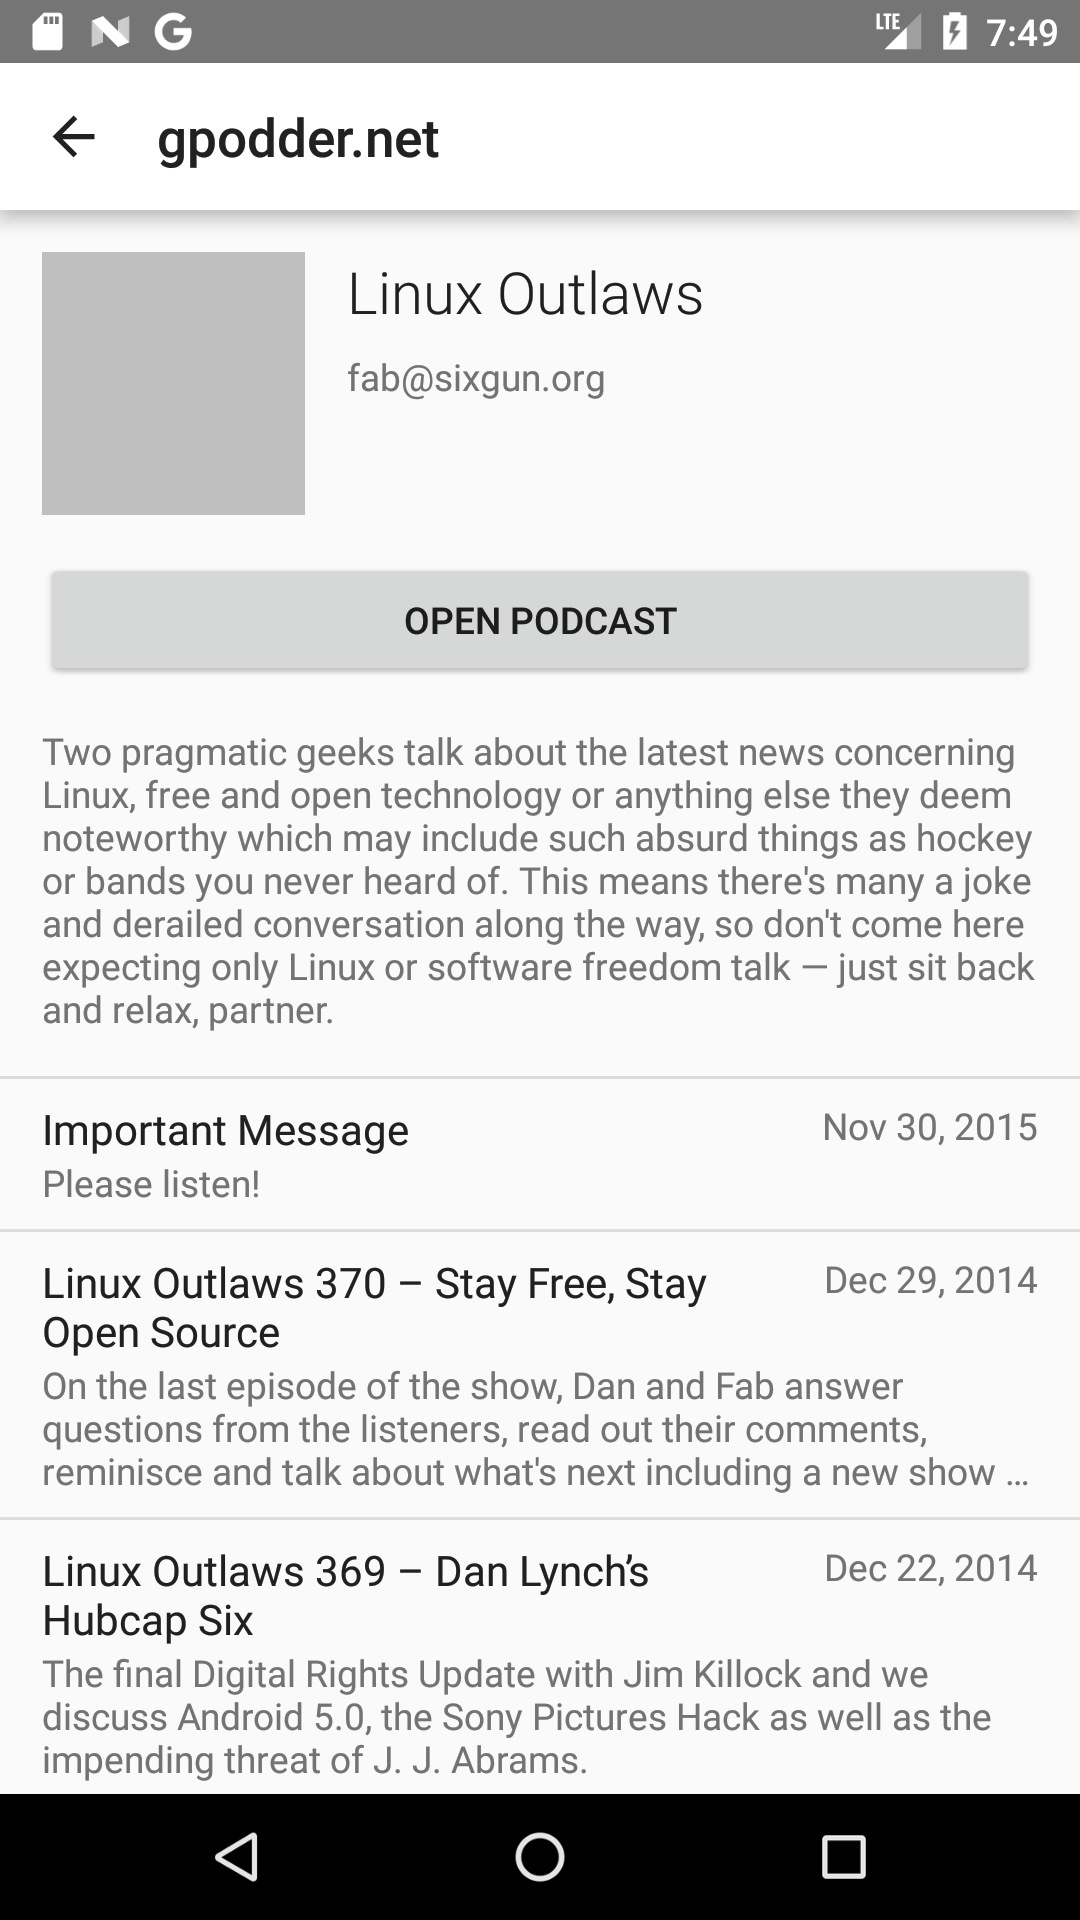 LTE 7:49
gpodder.net
Linux Outlaws
fab@sixgun.org
OPEN PODCAST
Two pragmatic geeks talk about the latest news concerning
Linux, free and open technology or anything else they deem
noteworthy which may include such absurd things as hockey
or bands you never heard of. This means there's many a joke
and derailed conversation along the way, so don't come here
expecting only Linux or software freedom talk — just sit back
and relax, partner.
Important Message
Nov 30, 2015
Please listen!
Linux Outlaws 370 – Stay Free, Stay
Open Source
Dec 29, 2014
On the last episode of the show, Dan and Fab answer
questions from the listeners, read out their comments,
reminisce and talk about what's next including a new show ...
Linux Outlaws 369 – Dan Lynch’s
Hubcap Six
Dec 22, 2014
The final Digital Rights Update with Jim Killock and we
discuss Android 5.0, the Sony Pictures Hack as well as the
impending threat of J. J. Abrams.